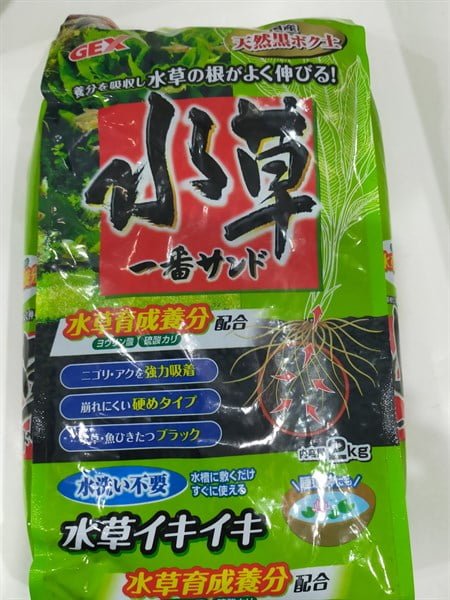 GEX
国産
天然黒ボク土
養分を吸収し水草の根がよく伸びる!
水草
一番サンド
水草育成養分配合
ヨウリン酸 硫酸カリ
ニゴリ・アクを強力吸着
崩れにくい硬めタイプ
草・魚ひきたつブラック
内容量2kg
水洗い不要
水槽に敷くだけ
すぐに使える
にも
水草イキイキ
水草育成養分配合